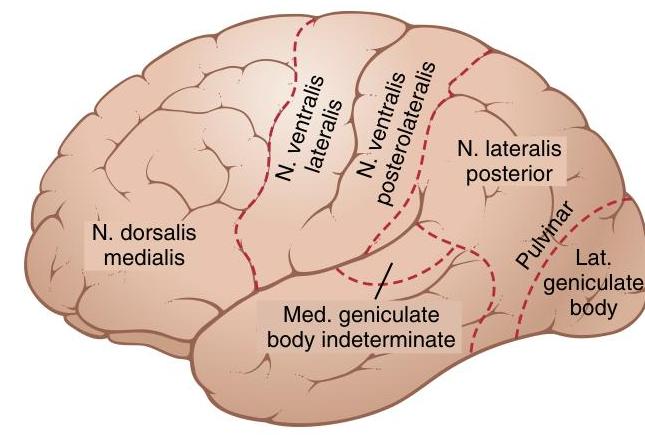 N. ventralis
lateralis
N. ventralis
posterolateralis
N. lateralis
posterior
N. dorsalis
medialis
Pulvinar
Lat.
geniculate
body
Med. geniculate
body indeterminate